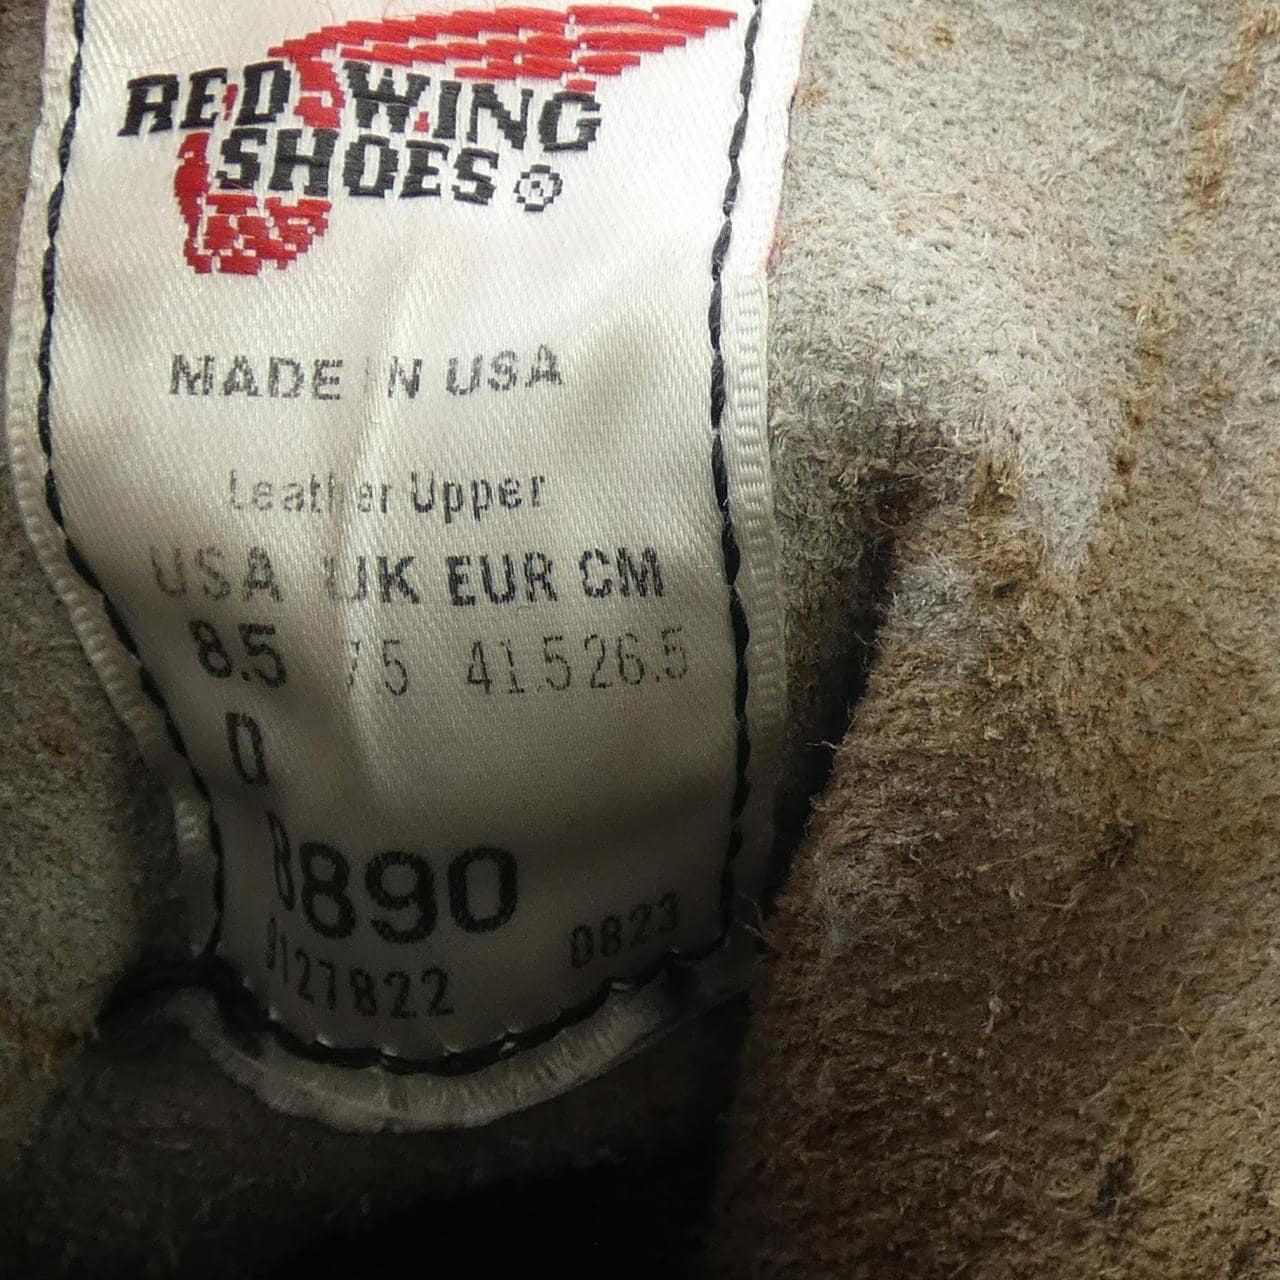 RED WING
SHOES ®
MADE IN USA
Leather Upper
USA UK EUR CM
8.5 7.5 41.5 26.5
D
8890
0823